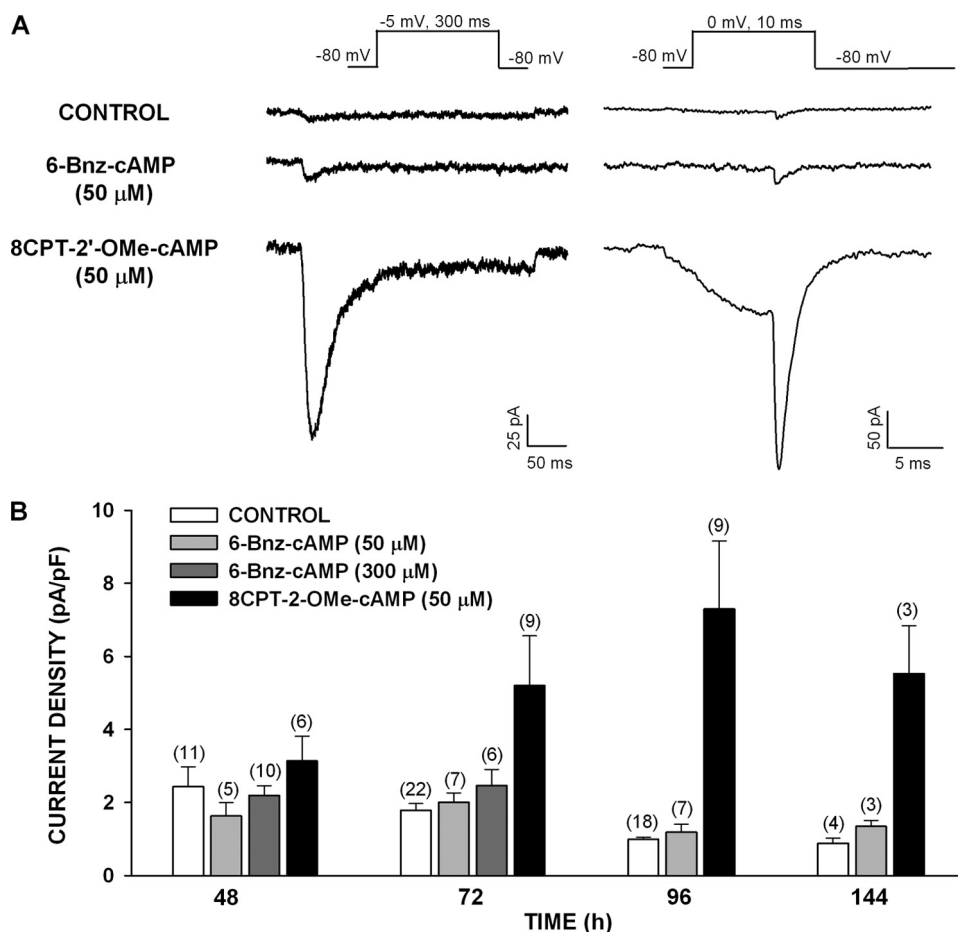 A
-5 mV, 300 ms
0 mV, 10 ms
-80 mV
-80 mV
-80 mV
-80 mV
CONTROL
6-Bnz-cAMP
(50 μM)
8CPT-2'-OMe-cAMP
(50 μM)
25 pA
50 ms
50 pA
5 ms
B
CONTROL
6-Bnz-cAMP (50 μM)
6-Bnz-cAMP (300 μM)
8CPT-2-OMe-cAMP (50 μM)
CURRENT DENSITY (pA/pF)
10
8
6
4
2
0
(11)
(5)
(10)
(6)
(22)
(7)
(6)
(9)
(18)
(7)
(9)
(4)
(3)
(3)
48
72
96
144
TIME (h)